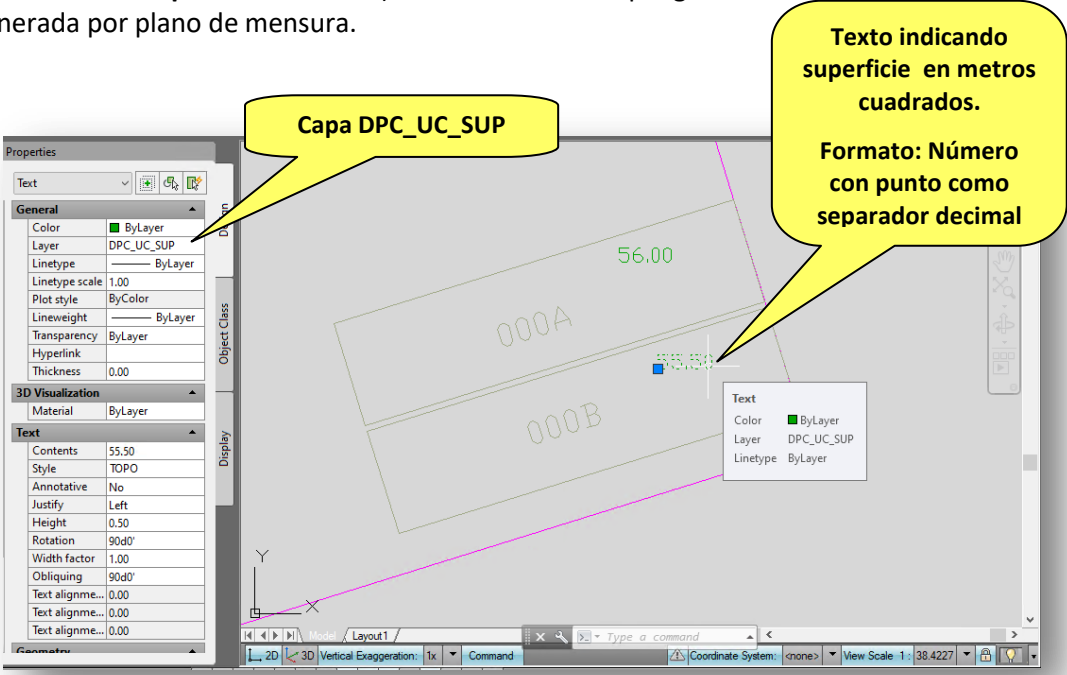 nerada por plano de mensura.
Texto indicando
superficie en metros
cuadrados.
Formato: Número
con punto como
separador decimal
Capa DPC_UC_SUP
Properties
Text
General
Color ByLayer
Layer DPC_UC_SUP
Linetype ByLayer
Linetype scale 1.00
Plot style ByColor
Lineweight ByLayer
Transparency ByLayer
Hyperlink
Thickness 0.00
3D Visualization
Material ByLayer
Text
Contents 55.50
Style TOPO
Annotative No
Justify Left
Height 0.50
Rotation 90d0'
Width factor 1.00
Obliquing 90d0'
Text alignme... 0.00
Text alignme... 0.00
Text alignme... 0.00
Geometry
Object Class
Display
56.00
000A
55.50
000B
Text
Color ByLayer
Layer DPC_UC_SUP
Linetype ByLayer
Y
X
Model Layout1
Type a command
2D 3D Vertical Exaggeration: 1x Command
Coordinate System: <none> View Scale 1 : 38.4227